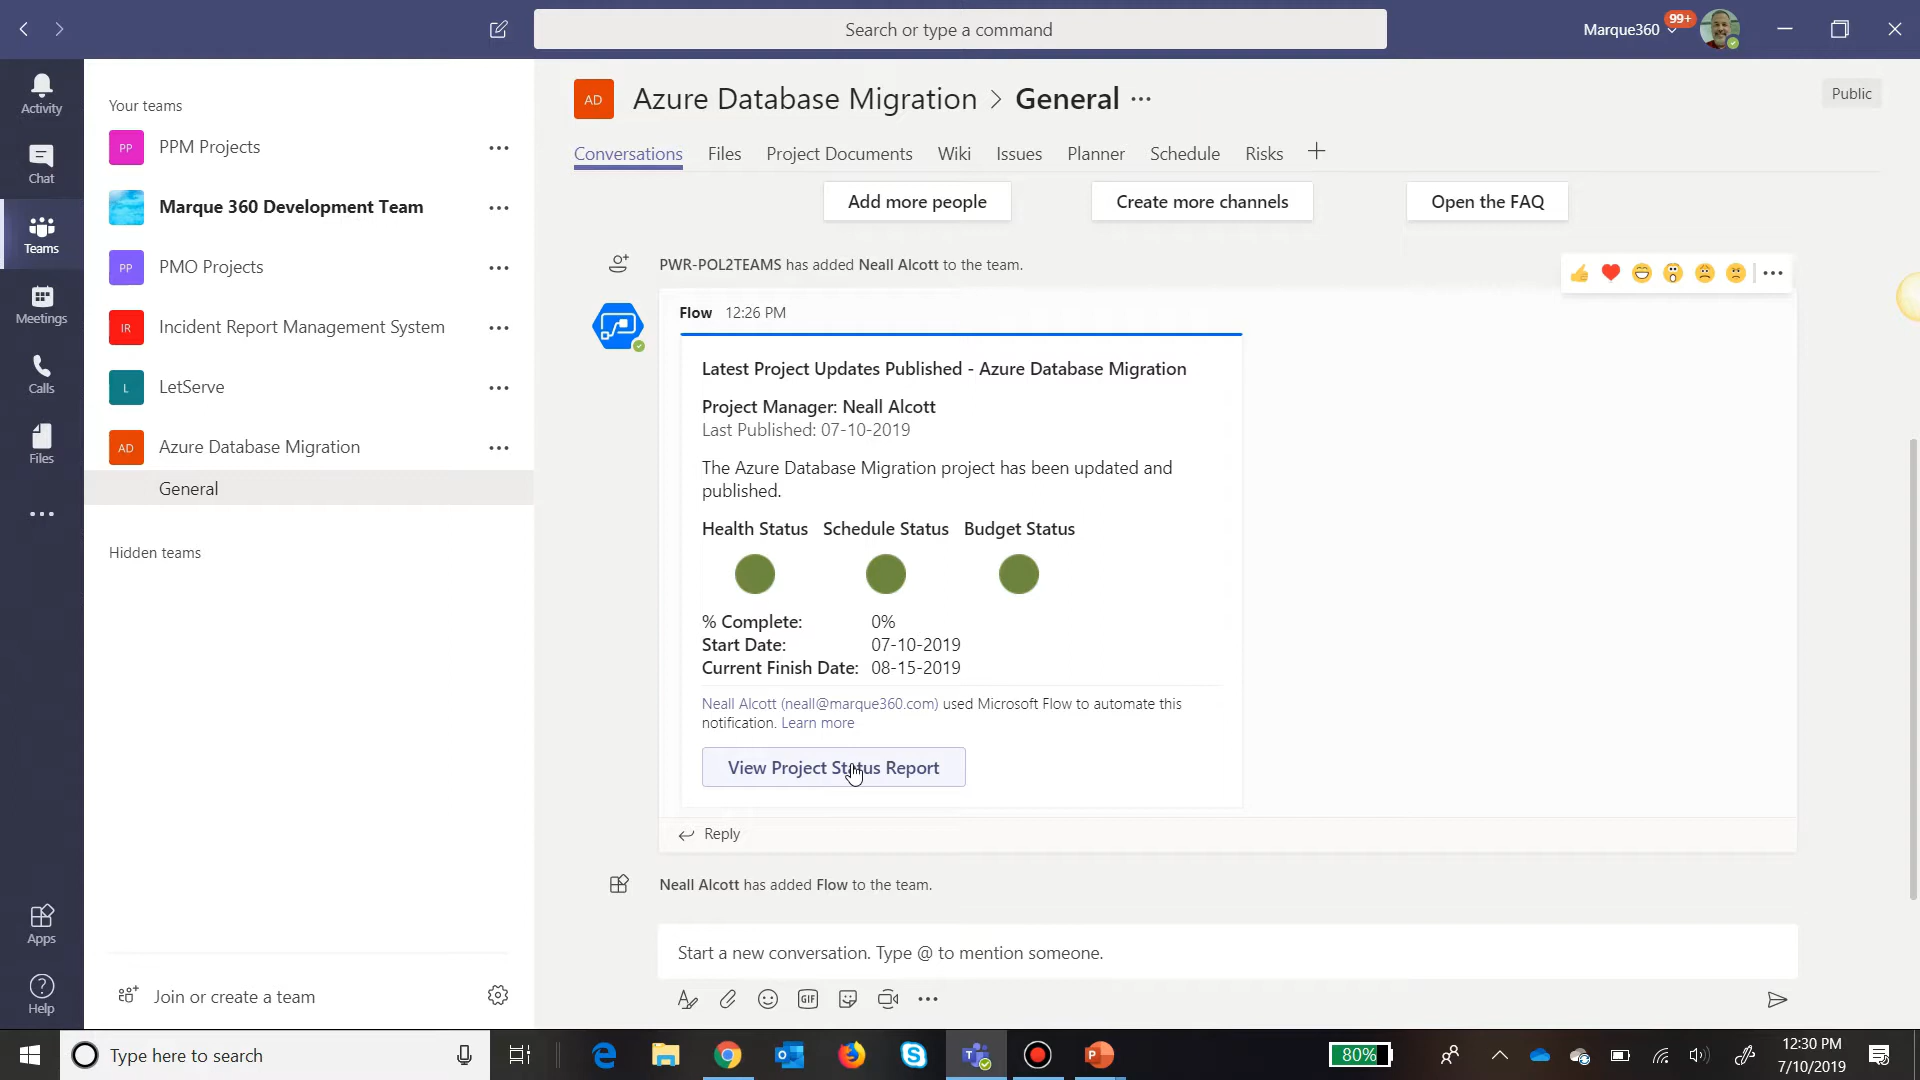 Search or type a command
Marque360
99+
Activity
Chat
Teams
Meetings
Calls
Files
Apps
Help
Your teams
PP PPM Projects
Marque 360 Development Team
PP PMO Projects
IR Incident Report Management System
L LetServe
AD Azure Database Migration
General
Hidden teams
Join or create a team
AD Azure Database Migration > General
Public
Conversations Files Project Documents Wiki Issues Planner Schedule Risks
Add more people Create more channels Open the FAQ
PWR-POL2TEAMS has added Neall Alcott to the team.
Flow 12:26 PM
Latest Project Updates Published - Azure Database Migration
Project Manager: Neall Alcott
Last Published: 07-10-2019
The Azure Database Migration project has been updated and
published.
Health Status Schedule Status Budget Status
% Complete: 0%
Start Date: 07-10-2019
Current Finish Date: 08-15-2019
Neall Alcott (neall@marque360.com) used Microsoft Flow to automate this
notification. Learn more
View Project Status Report
Reply
Neall Alcott has added Flow to the team.
Start a new conversation. Type @ to mention someone.
GIF
Type here to search
80%
12:30 PM
7/10/2019